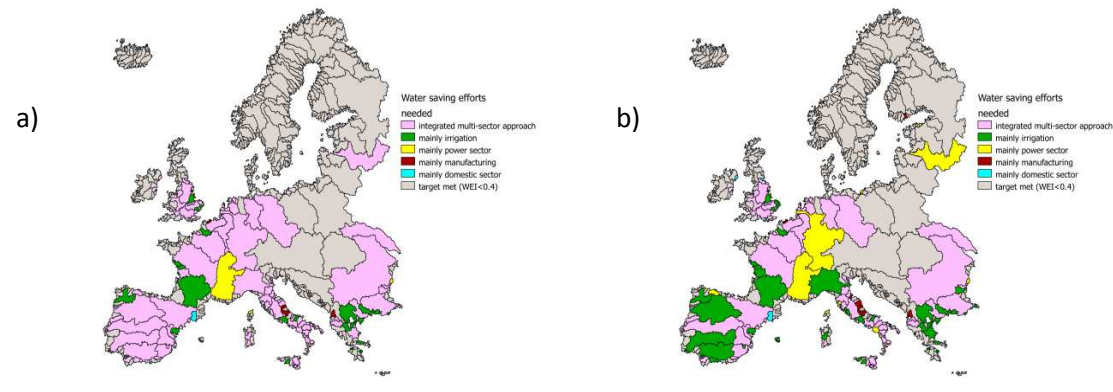 a)
Water saving efforts
needed
integrated multi-sector approach
mainly irrigation
mainly power sector
mainly manufacturing
mainly domestic sector
target met (WEI<0.4)
b)
Water saving efforts
needed
integrated multi-sector approach
mainly irrigation
mainly power sector
mainly manufacturing
mainly domestic sector
target met (WEI<0.4)